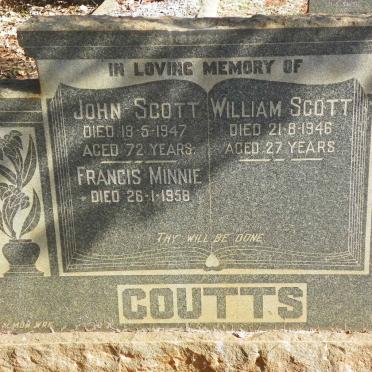 IN LOVING MEMORY OF
JOHN SCOTT
DIED 19-5-1947
AGED 72 YEARS.
FRANCIS MINNIE
DIED 26-1-1958
WILLIAM SCOTT
DIED 21-8-1946
AGED 27 YEARS
THY WILL BE DONE
COUTTS